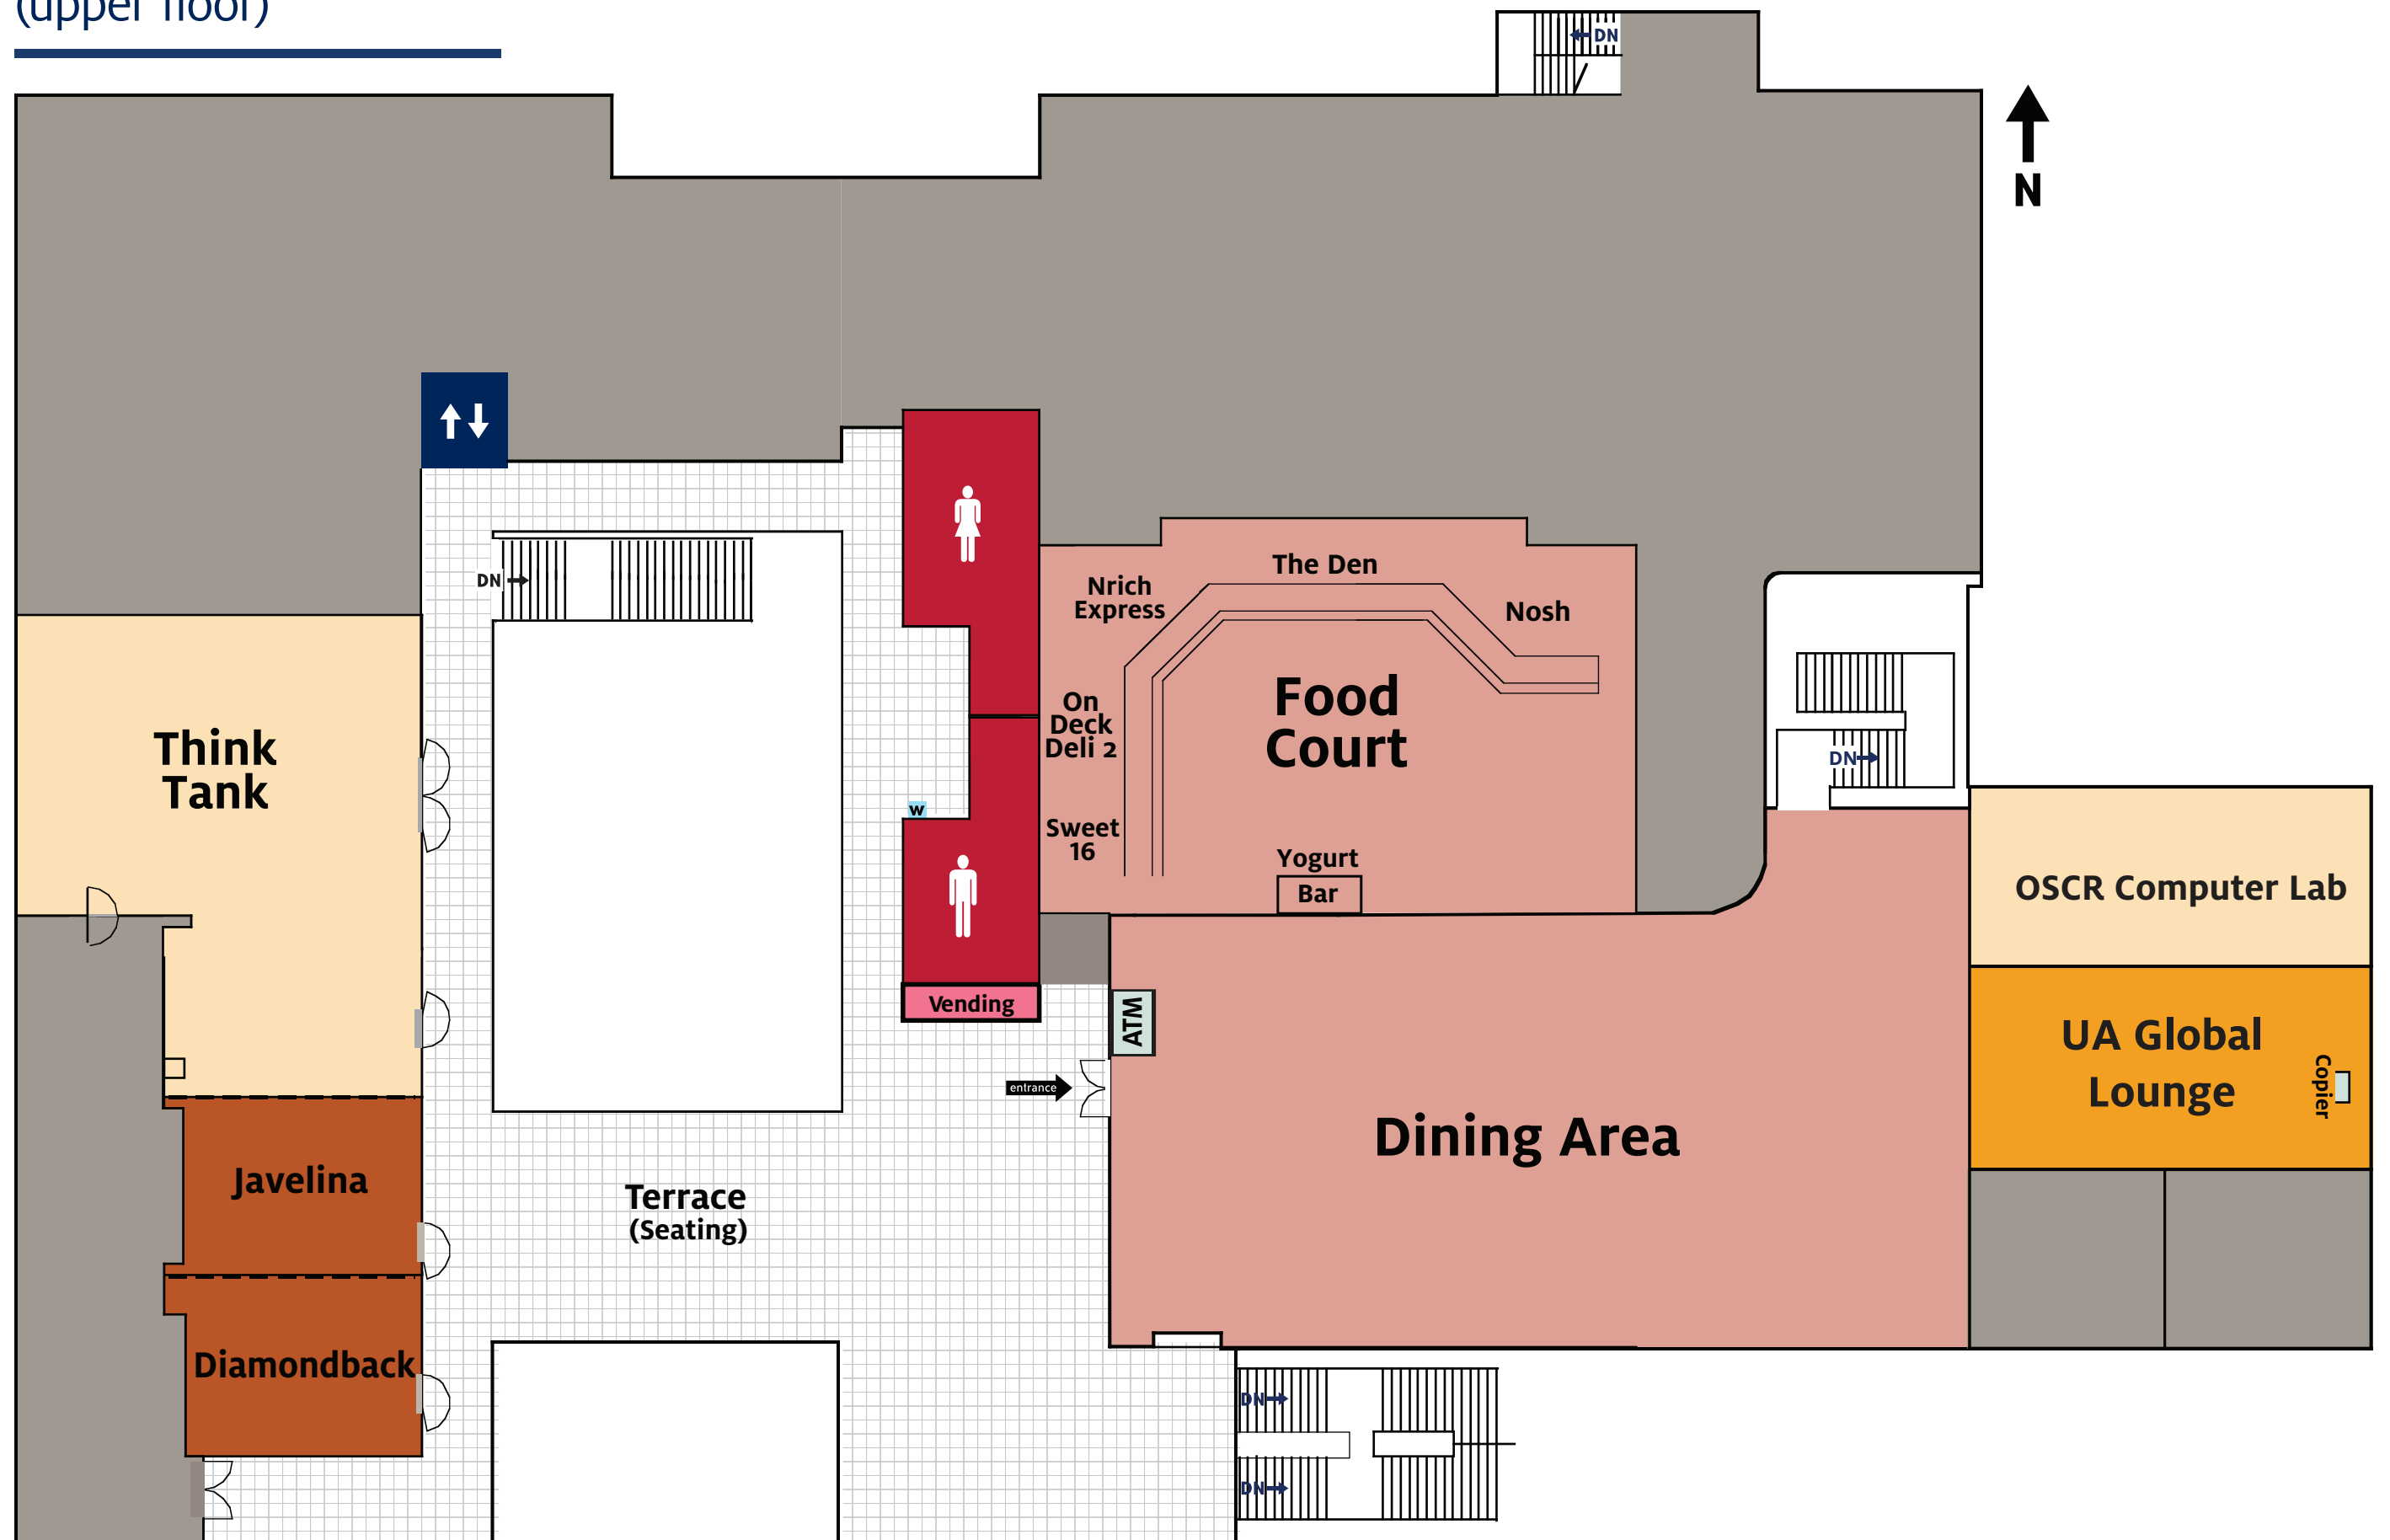 (upper floor)
DN
N
DN
The Den
Nrich
Express
Nosh
Food
Court
On
Deck
Deli 2
Think
Tank
DN
w
Sweet
16
Yogurt
Bar
OSCR Computer Lab
Vending
ATM
UA Global
Lounge
Copier
entrance
Dining Area
Javelina
Terrace
(Seating)
Diamondback
DN
DN